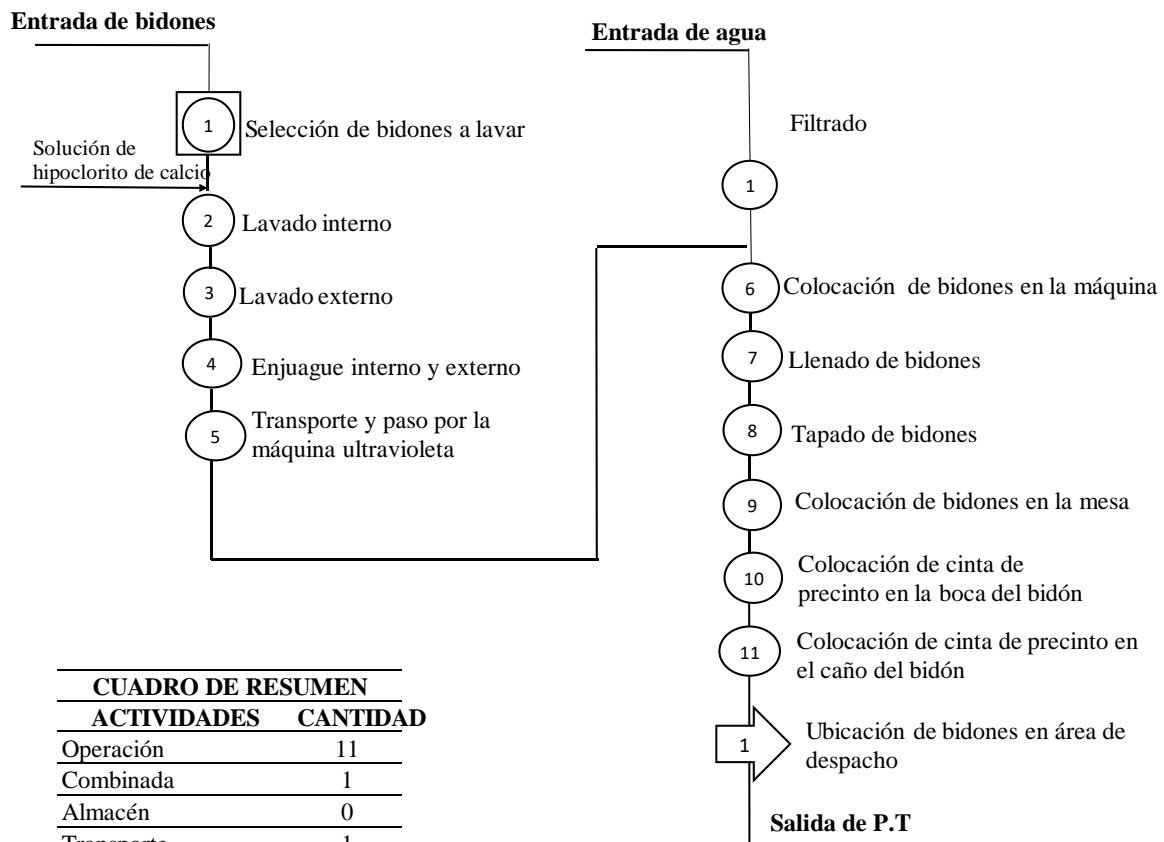 Entrada de bidones
1
Selección de bidones a lavar
Solución de
hipoclorito de calcio
2
Lavado interno
3
Lavado externo
4
Enjuague interno y externo
5
Transporte y paso por la
máquina ultravioleta
Entrada de agua
Filtrado
1
6
Colocación de bidones en la máquina
7
Llenado de bidones
8
Tapado de bidones
9
Colocación de bidones en la mesa
10
Colocación de cinta de
precinto en la boca del bidón
11
Colocación de cinta de precinto en
el caño del bidón
1
Ubicación de bidones en área de
despacho
Salida de P.T
CUADRO DE RESUMEN
ACTIVIDADES CANTIDAD
Operación 11
Combinada 1
Almacén 0
Transporte 1